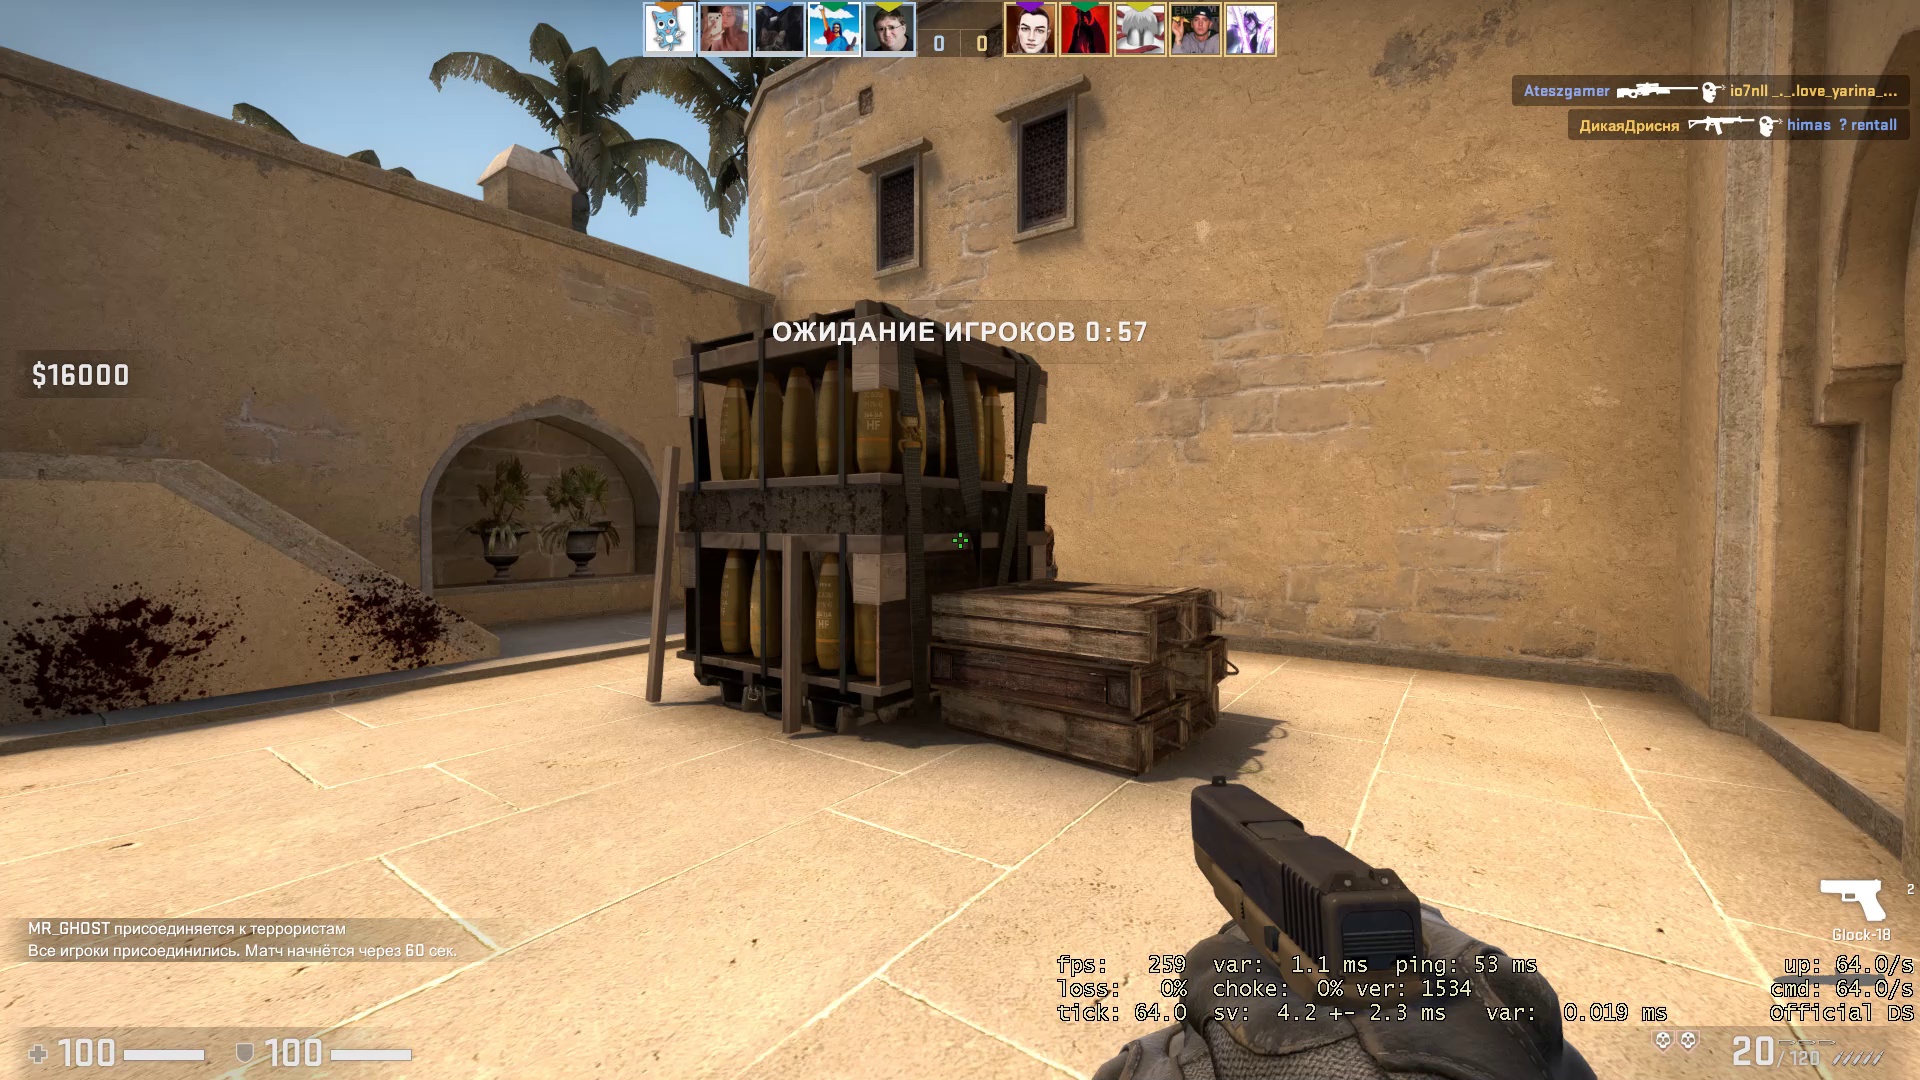 0 0
Ateszgamer io7nll _._.love_yarina_...
ДикаяДрисня himas ? rentall
ОЖИДАНИЕ ИГРОКОВ 0:57
$16000
HF
HF
2
Glock-18
MR_GHOST присоединяется к террористам
Все игроки присоединились. Матч начнётся через 60 сек.
fps: 259 var: 1.1 ms ping: 53 ms up: 64.0/s
loss: 0% choke: 0% ver: 1534 cmd: 64.0/s
tick: 64.0 sv: 4.2 +- 2.3 ms var: 0.019 ms Official DS
100 100 20/120